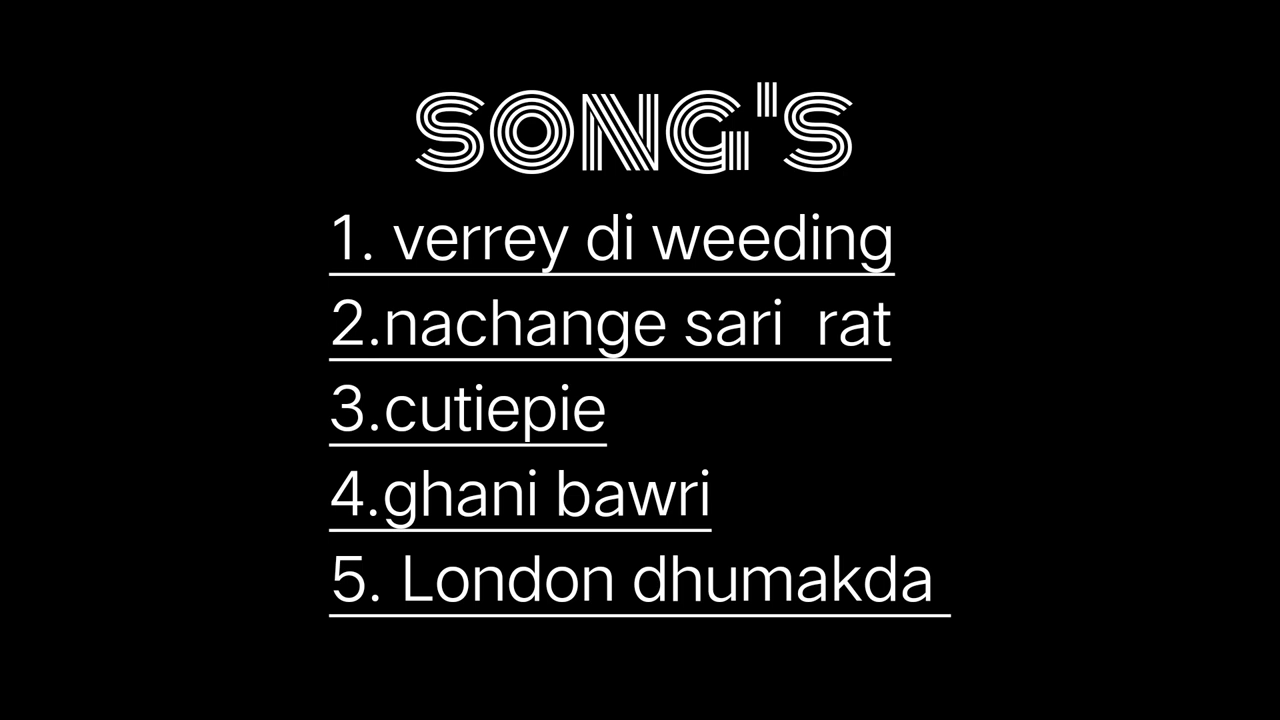 SONG'S
1. verrey di weeding
2.nachange sari  rat
3.cutiepie
4.ghani bawri
5. London dhumakda